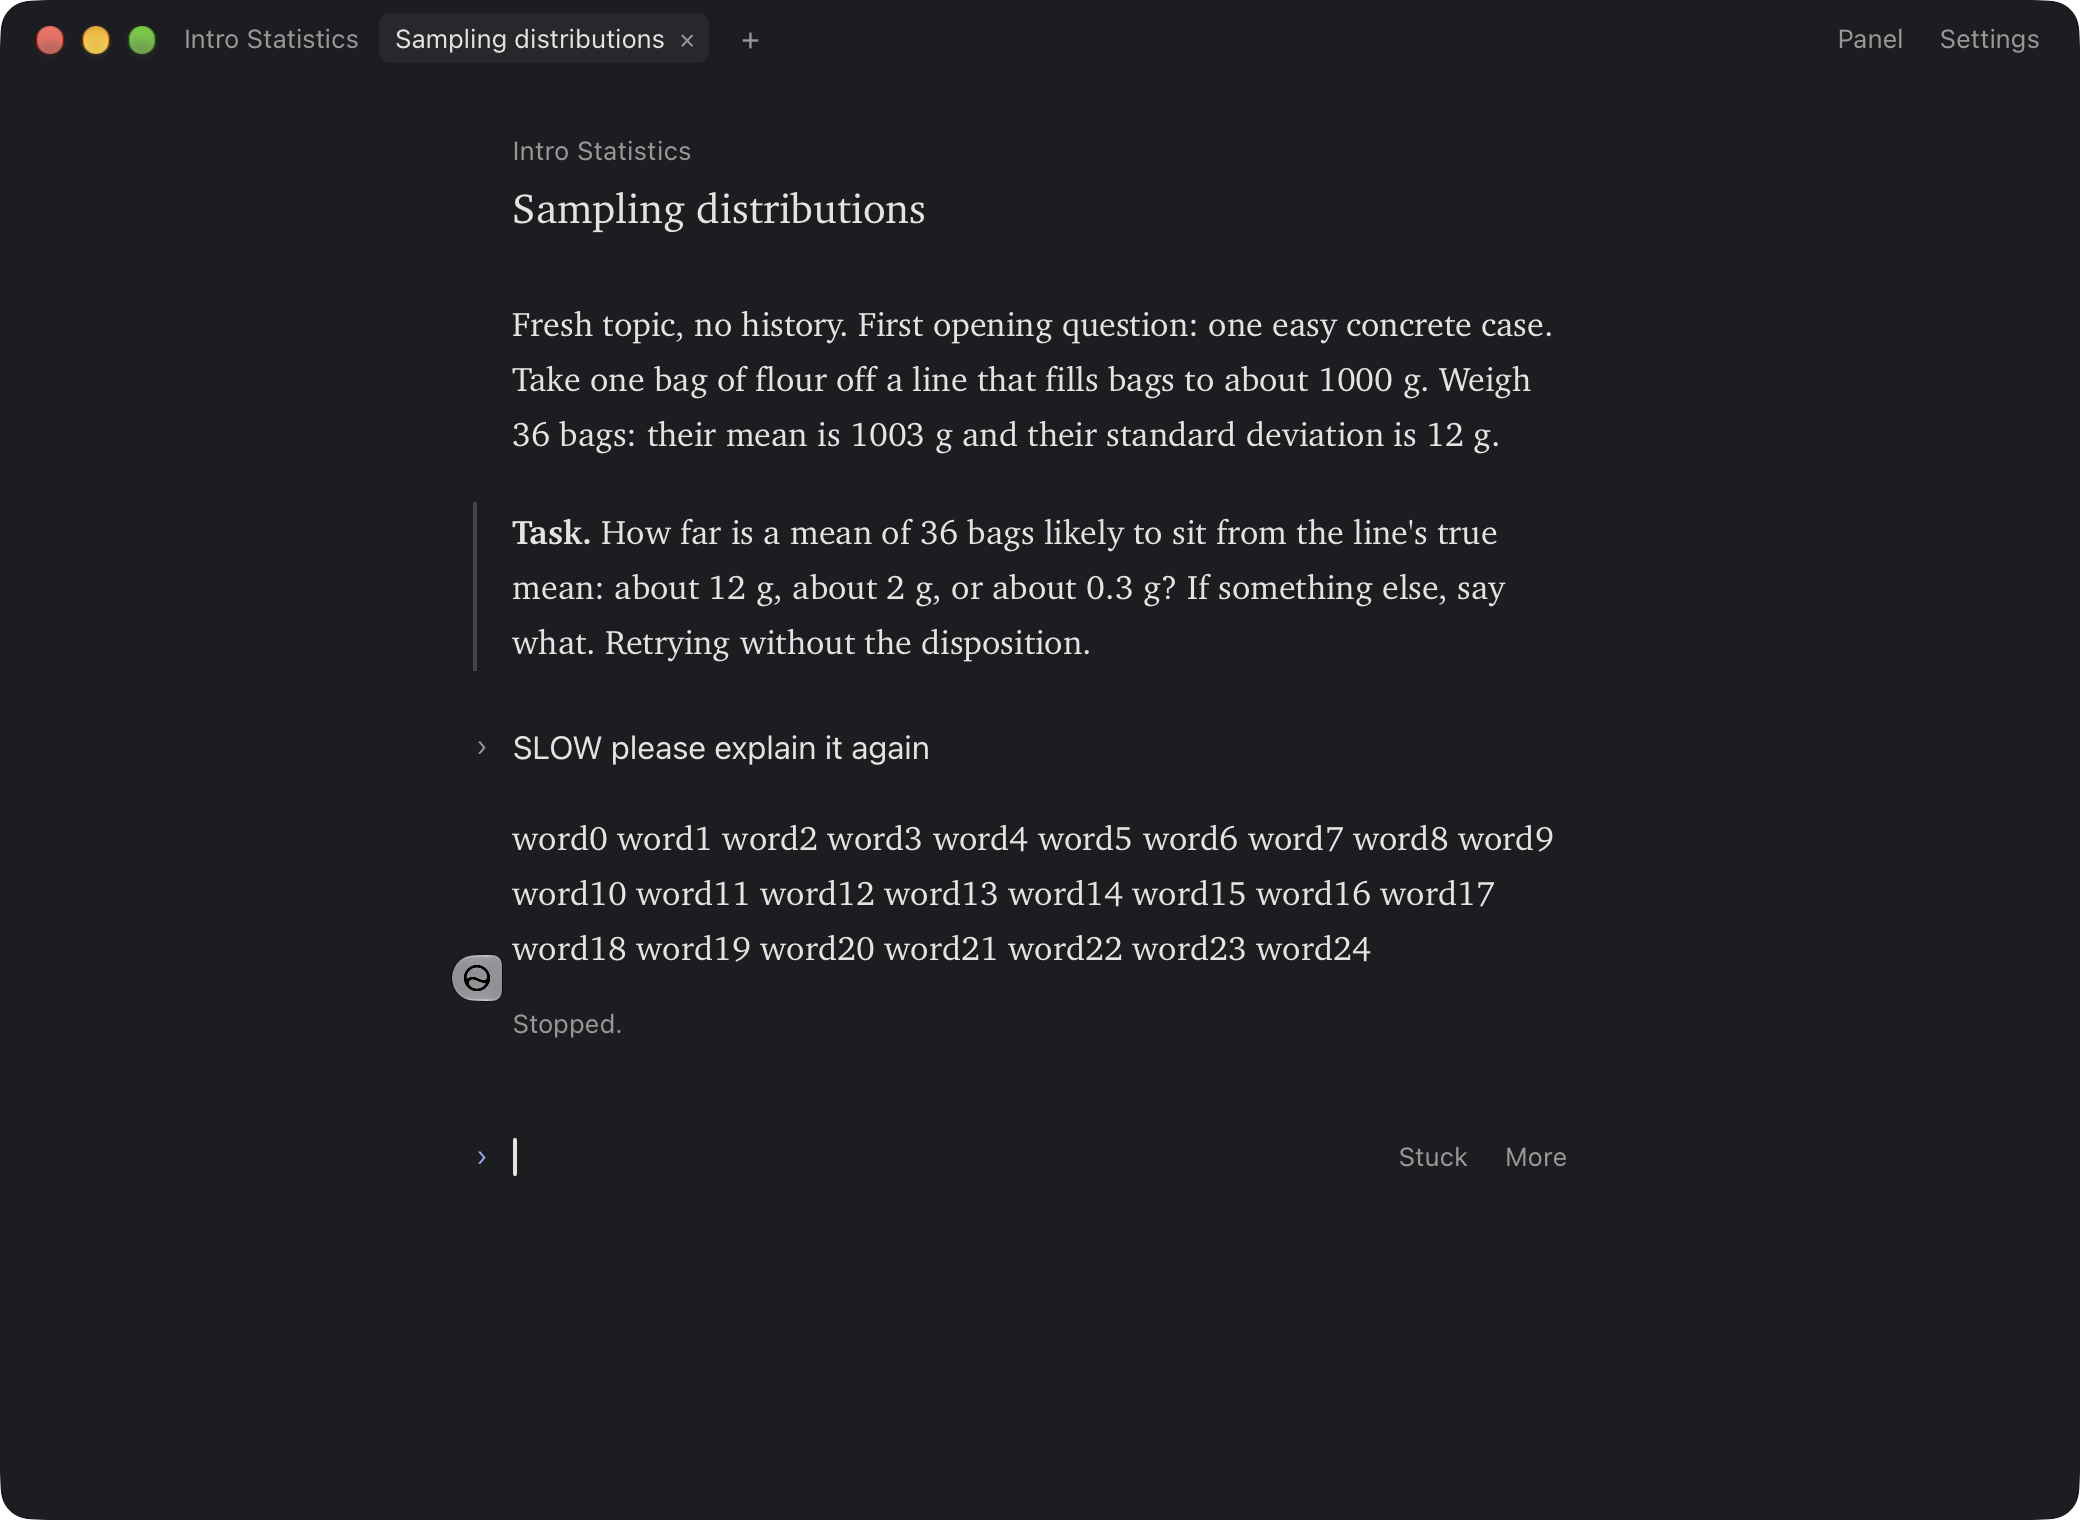 Intro Statistics
Sampling distributions ×
+
Panel
Settings
Intro Statistics
Sampling distributions
Fresh topic, no history. First opening question: one easy concrete case.
Take one bag of flour off a line that fills bags to about 1000 g. Weigh
36 bags: their mean is 1003 g and their standard deviation is 12 g.
Task. How far is a mean of 36 bags likely to sit from the line's true
mean: about 12 g, about 2 g, or about 0.3 g? If something else, say
what. Retrying without the disposition.
› SLOW please explain it again
word0 word1 word2 word3 word4 word5 word6 word7 word8 word9
word10 word11 word12 word13 word14 word15 word16 word17
word18 word19 word20 word21 word22 word23 word24
Stopped.
›
Stuck
More